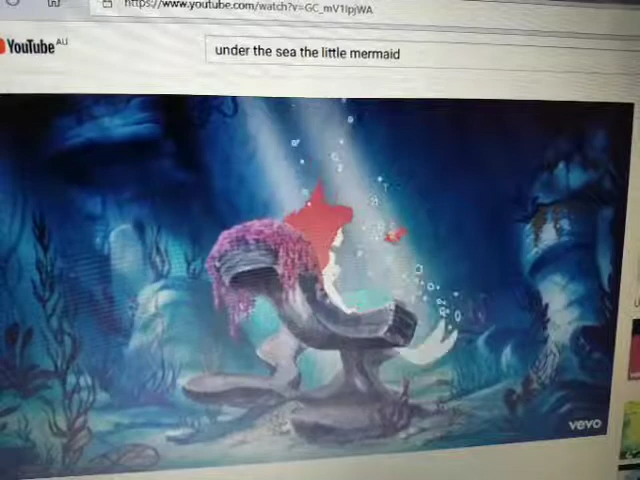 https://www.youtube.com/watch?v=GC_mV1IpjWA
YouTube AU
under the sea the little mermaid
vevo